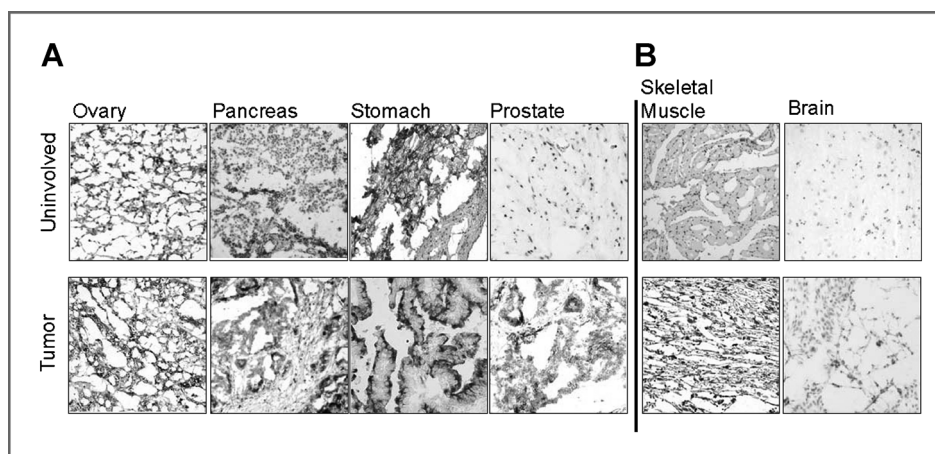 A
B
Ovary
Pancreas
Stomach
Prostate
Skeletal
Muscle
Brain
Uninvolved
Tumor